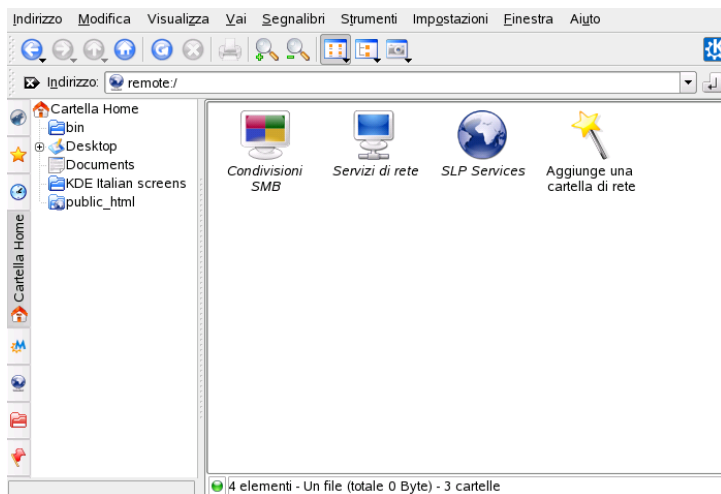 Indirizzo Modifica Visualizza Vai Segnalibri Strumenti Impostazioni Finestra Aiuto
Indirizzo: remote:/
Cartella Home
bin
Desktop
Documents
KDE Italian screens
public_html
Cartella Home
Condivisioni
SMB
Servizi di rete
SLP Services
Aggiunge una
cartella di rete
4 elementi - Un file (totale 0 Byte) - 3 cartelle